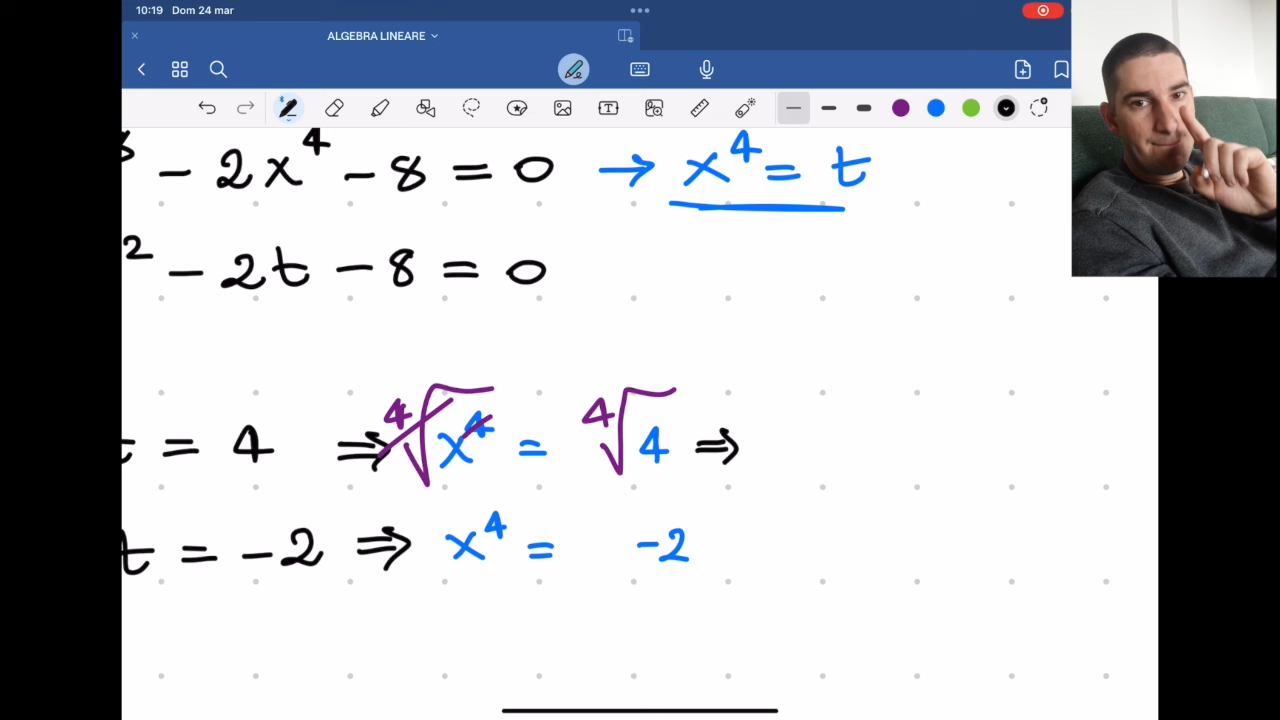 10:19 Dom 24 mar
ALGEBRA LINEARE
8 - 2x⁴ - 8 = 0 → x⁴ = t
² - 2t - 8 = 0
t = 4 ⇒ ⁴√x⁴ = ⁴√4 ⇒
t = -2 ⇒ x⁴ = -2